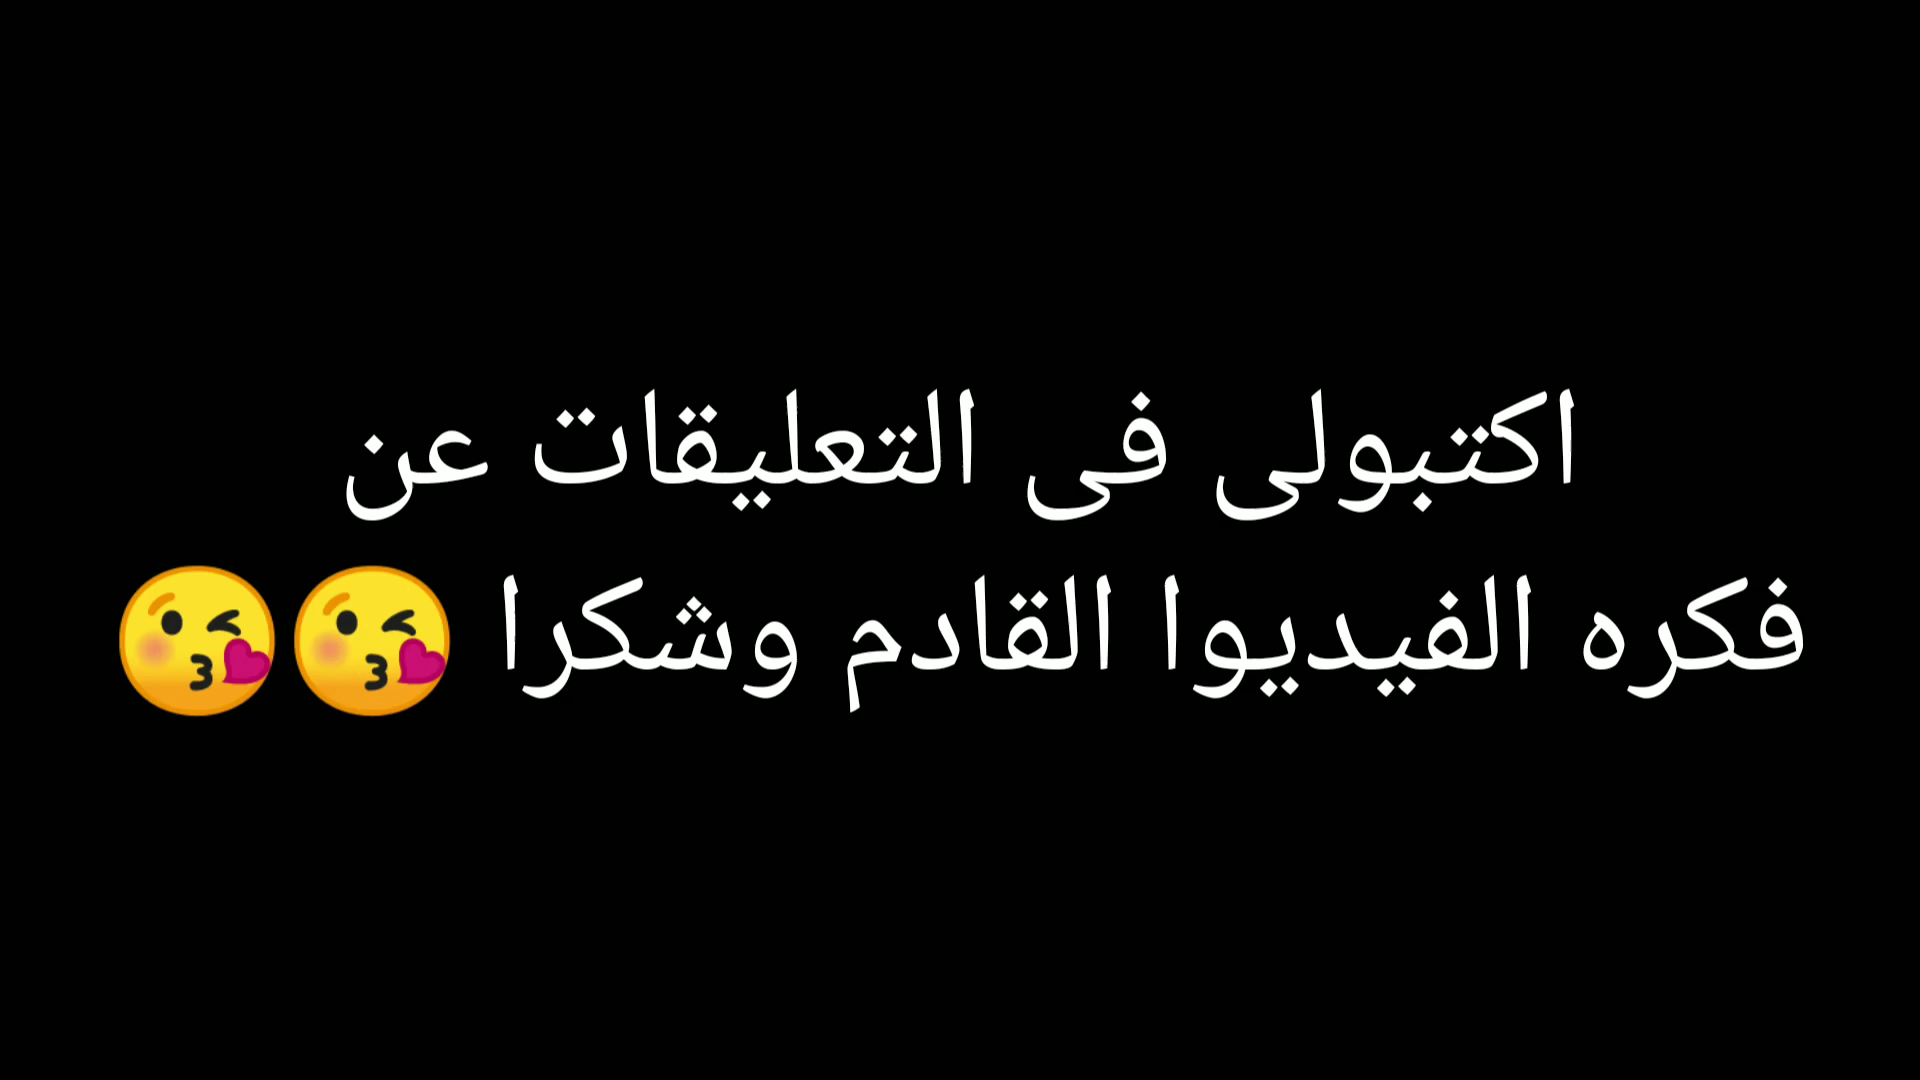 اكتبولى فى التعليقات عن
فكره الفيديوا القادم وشكرا 😘😘